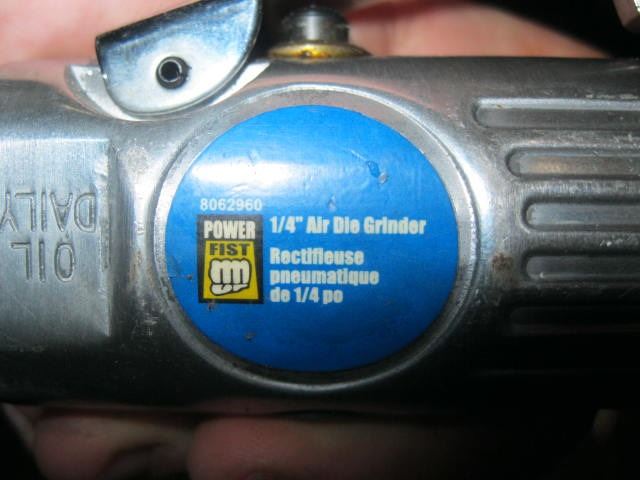 8062960
POWER
FIST
1/4" Air Die Grinder
Rectifieuse
pneumatique
de 1/4 po
OIL
DAILY